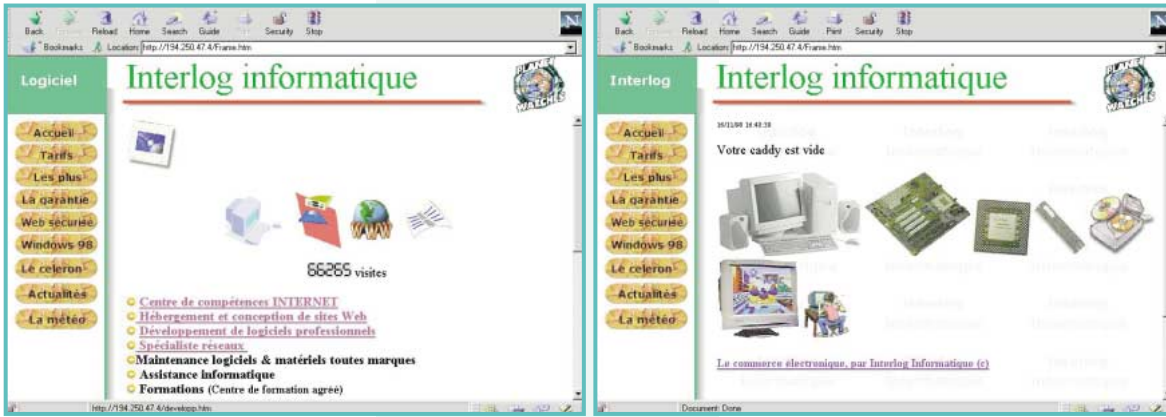 Back Reload Home Search Guide Print Security Stop
Bookmarks Location: http://194.250.47.4/Frame.htm
Logiciel
Interlog informatique
PLANET WATCHES
Accueil
Tarifs
Les plus
La garantie
Web sécurisé
Windows 98
Le celeron
Actualités
La météo
66265 visites
Centre de compétences INTERNET
Hébergement et conception de sites Web
Développement de logiciels professionnels
Spécialiste réseaux
Maintenance logiciels & matériels toutes marques
Assistance informatique
Formations (Centre de formation agréé)
http://194.250.47.4/developp.htm
Back Reload Home Search Guide Print Security Stop
Bookmarks Location: http://194.250.47.4/Frame.htm
Interlog
Interlog informatique
PLANET WATCHES
Accueil
Tarifs
Les plus
La garantie
Web sécurisé
Windows 98
Le celeron
Actualités
La météo
Votre caddy est vide
Le commerce électronique, par Interlog Informatique (c)
Document: Done